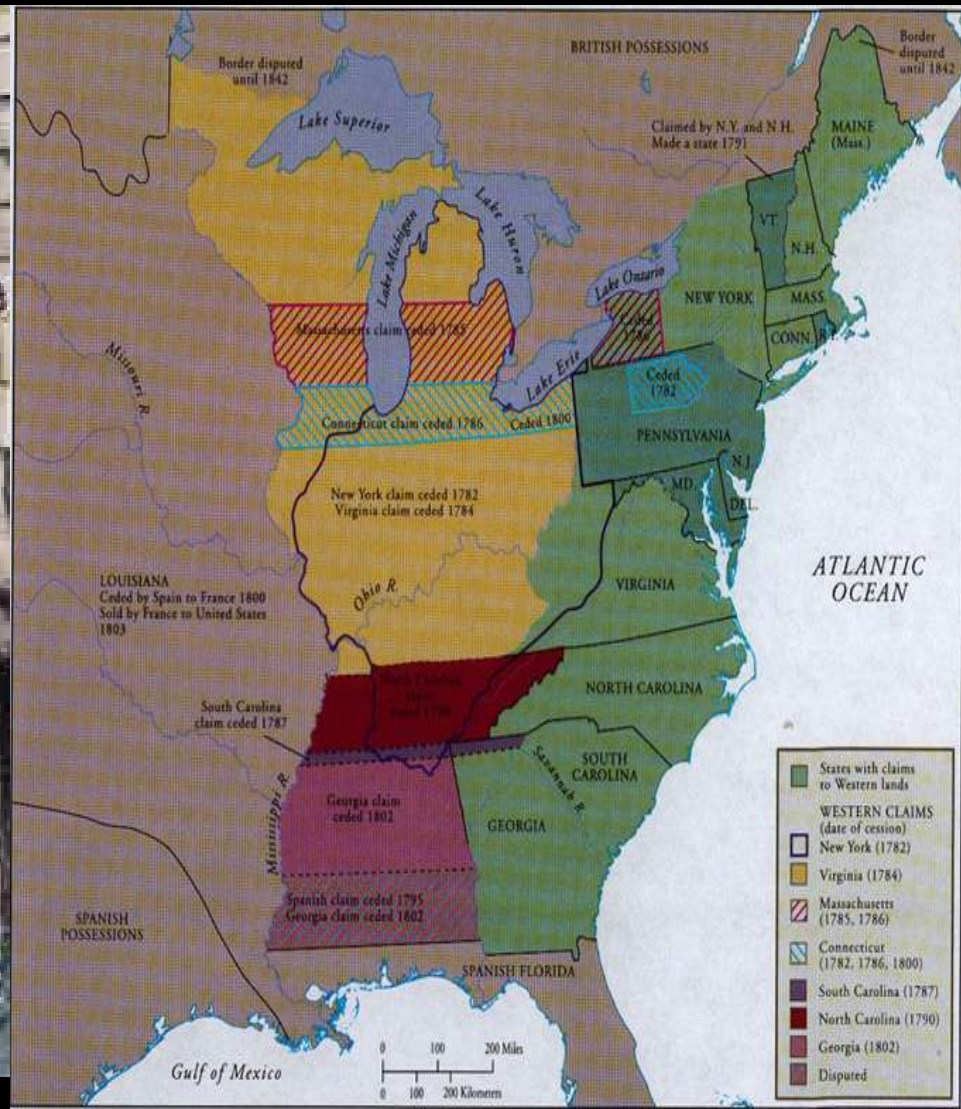 Border
disputed
until 1842
BRITISH POSSESSIONS
Border disputed
until 1842
Lake Superior
Claimed by N.Y. and N.H.
Made a state 1791
MAINE
(Mass.)
Lake Michigan
Lake Huron
VT.
N.H.
Lake Ontario
NEW YORK
MASS.
Ceded
Massachusetts claim ceded 1785
CONN.
R.I.
Missouri R.
Lake Erie
Ceded
1782
Connecticut claim ceded 1786
Ceded 1800
PENNSYLVANIA
N.J.
MD.
DEL.
New York claim ceded 1782
Virginia claim ceded 1784
ATLANTIC
OCEAN
LOUISIANA
Ceded by Spain to France 1800
Sold by France to United States
1803
Ohio R.
VIRGINIA
North Carolina
claim
ceded 1790
NORTH CAROLINA
South Carolina
claim ceded 1787
SOUTH
CAROLINA
Savannah R.
Mississippi R.
Georgia claim
ceded 1802
GEORGIA
Spanish claim ceded 1795
Georgia claim ceded 1802
SPANISH
POSSESSIONS
SPANISH FLORIDA
Gulf of Mexico
0 100 200 Miles
0 100 200 Kilometers
States with claims
to Western lands
WESTERN CLAIMS
(date of cession)
New York (1782)
Virginia (1784)
Massachusetts
(1785, 1786)
Connecticut
(1782, 1786, 1800)
South Carolina (1787)
North Carolina (1790)
Georgia (1802)
Disputed